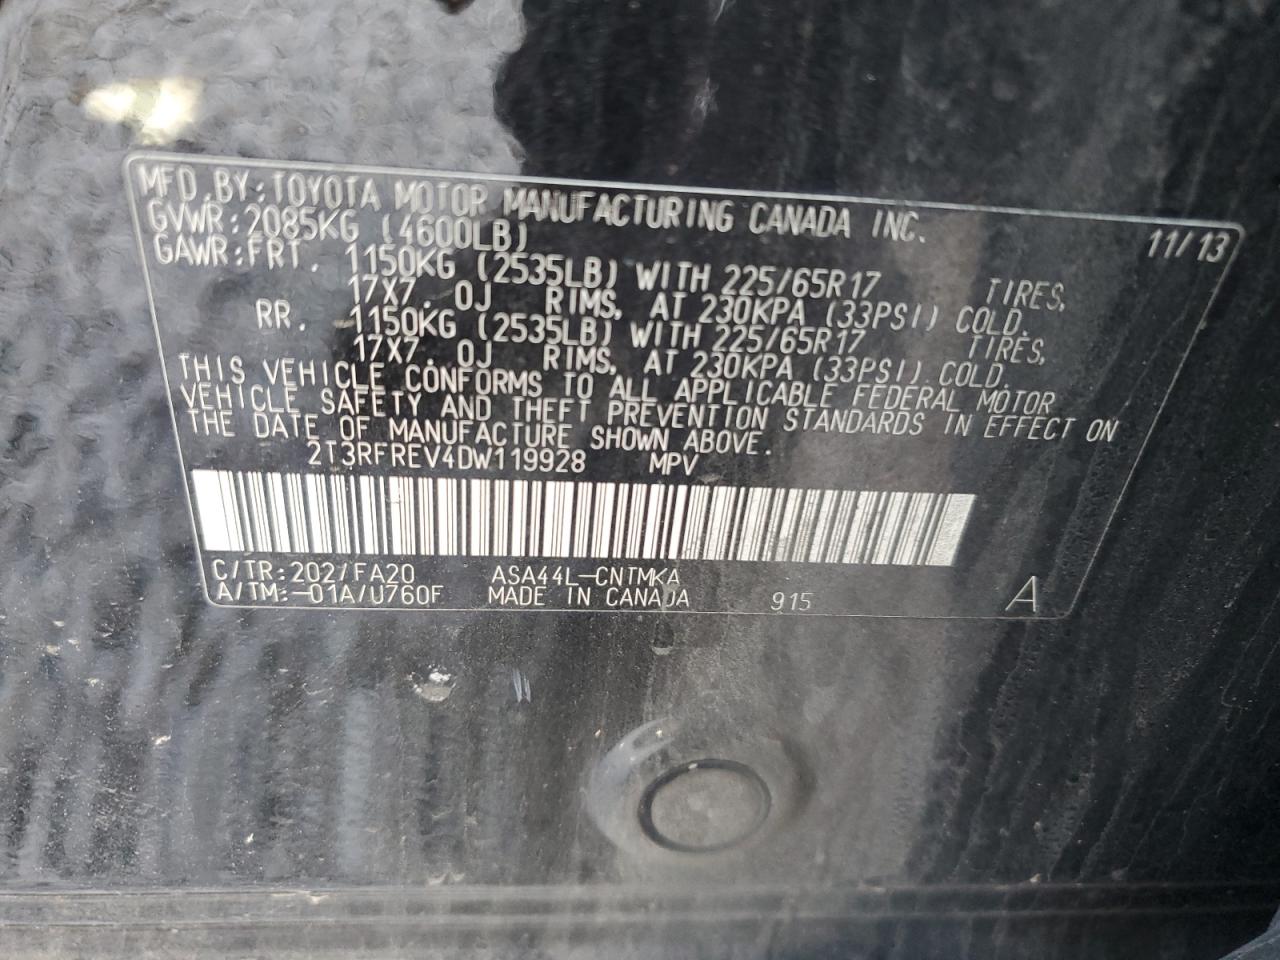 MFD.BY:TOYOTA MOTOR MANUFACTURING CANADA INC. 11/13
GVWR:2085KG (4600LB)
GAWR:FRT. 1150KG (2535LB) WITH 225/65R17 TIRES,
17X7.0J RIMS, AT 230KPA (33PSI) COLD.
RR. 1150KG (2535LB) WITH 225/65R17 TIRES,
17X7.0J RIMS, AT 230KPA (33PSI) COLD.
THIS VEHICLE CONFORMS TO ALL APPLICABLE FEDERAL MOTOR
VEHICLE SAFETY AND THEFT PREVENTION STANDARDS IN EFFECT ON
THE DATE OF MANUFACTURE SHOWN ABOVE.
2T3RFREV4DW119928 MPV
C/TR:202/FA20 ASA44L-CNTMKA
A/TM:-01A/U760F MADE IN CANADA 915 A